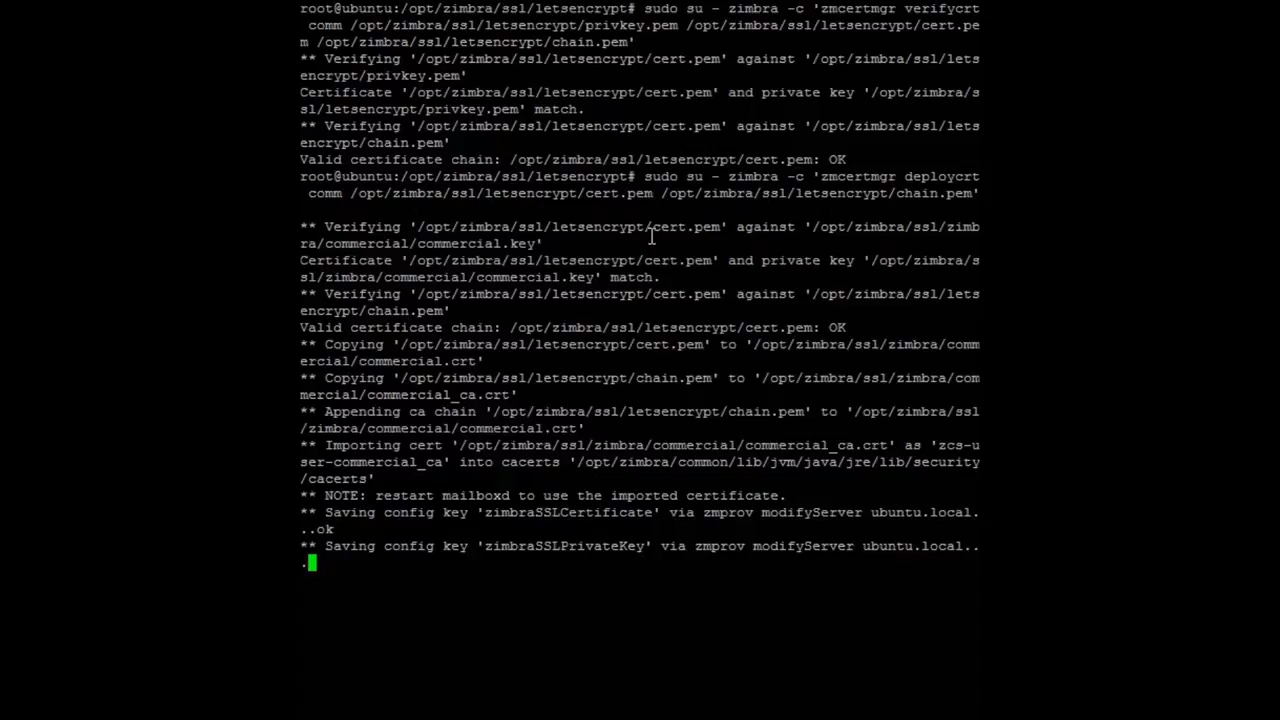 root@ubuntu:/opt/zimbra/ssl/letsencrypt# sudo su - zimbra -c 'zmcertmgr verifycrt
 comm /opt/zimbra/ssl/letsencrypt/privkey.pem /opt/zimbra/ssl/letsencrypt/cert.pe
m /opt/zimbra/ssl/letsencrypt/chain.pem'
** Verifying '/opt/zimbra/ssl/letsencrypt/cert.pem' against '/opt/zimbra/ssl/lets
encrypt/privkey.pem'
Certificate '/opt/zimbra/ssl/letsencrypt/cert.pem' and private key '/opt/zimbra/s
sl/letsencrypt/privkey.pem' match.
** Verifying '/opt/zimbra/ssl/letsencrypt/cert.pem' against '/opt/zimbra/ssl/lets
encrypt/chain.pem'
Valid certificate chain: /opt/zimbra/ssl/letsencrypt/cert.pem: OK
root@ubuntu:/opt/zimbra/ssl/letsencrypt# sudo su - zimbra -c 'zmcertmgr deploycrt
 comm /opt/zimbra/ssl/letsencrypt/cert.pem /opt/zimbra/ssl/letsencrypt/chain.pem'
** Verifying '/opt/zimbra/ssl/letsencrypt/cert.pem' against '/opt/zimbra/ssl/zimb
ra/commercial/commercial.key'
Certificate '/opt/zimbra/ssl/letsencrypt/cert.pem' and private key '/opt/zimbra/s
sl/zimbra/commercial/commercial.key' match.
** Verifying '/opt/zimbra/ssl/letsencrypt/cert.pem' against '/opt/zimbra/ssl/lets
encrypt/chain.pem'
Valid certificate chain: /opt/zimbra/ssl/letsencrypt/cert.pem: OK
** Copying '/opt/zimbra/ssl/letsencrypt/cert.pem' to '/opt/zimbra/ssl/zimbra/comm
ercial/commercial.crt'
** Copying '/opt/zimbra/ssl/letsencrypt/chain.pem' to '/opt/zimbra/ssl/zimbra/com
mercial/commercial_ca.crt'
** Appending ca chain '/opt/zimbra/ssl/letsencrypt/chain.pem' to '/opt/zimbra/ssl
/zimbra/commercial/commercial.crt'
** Importing cert '/opt/zimbra/ssl/zimbra/commercial/commercial_ca.crt' as 'zcs-u
ser-commercial_ca' into cacerts '/opt/zimbra/common/lib/jvm/java/jre/lib/security
/cacerts'
** NOTE: restart mailboxd to use the imported certificate.
** Saving config key 'zimbraSSLCertificate' via zmprov modifyServer ubuntu.local.
..ok
** Saving config key 'zimbraSSLPrivateKey' via zmprov modifyServer ubuntu.local..
.